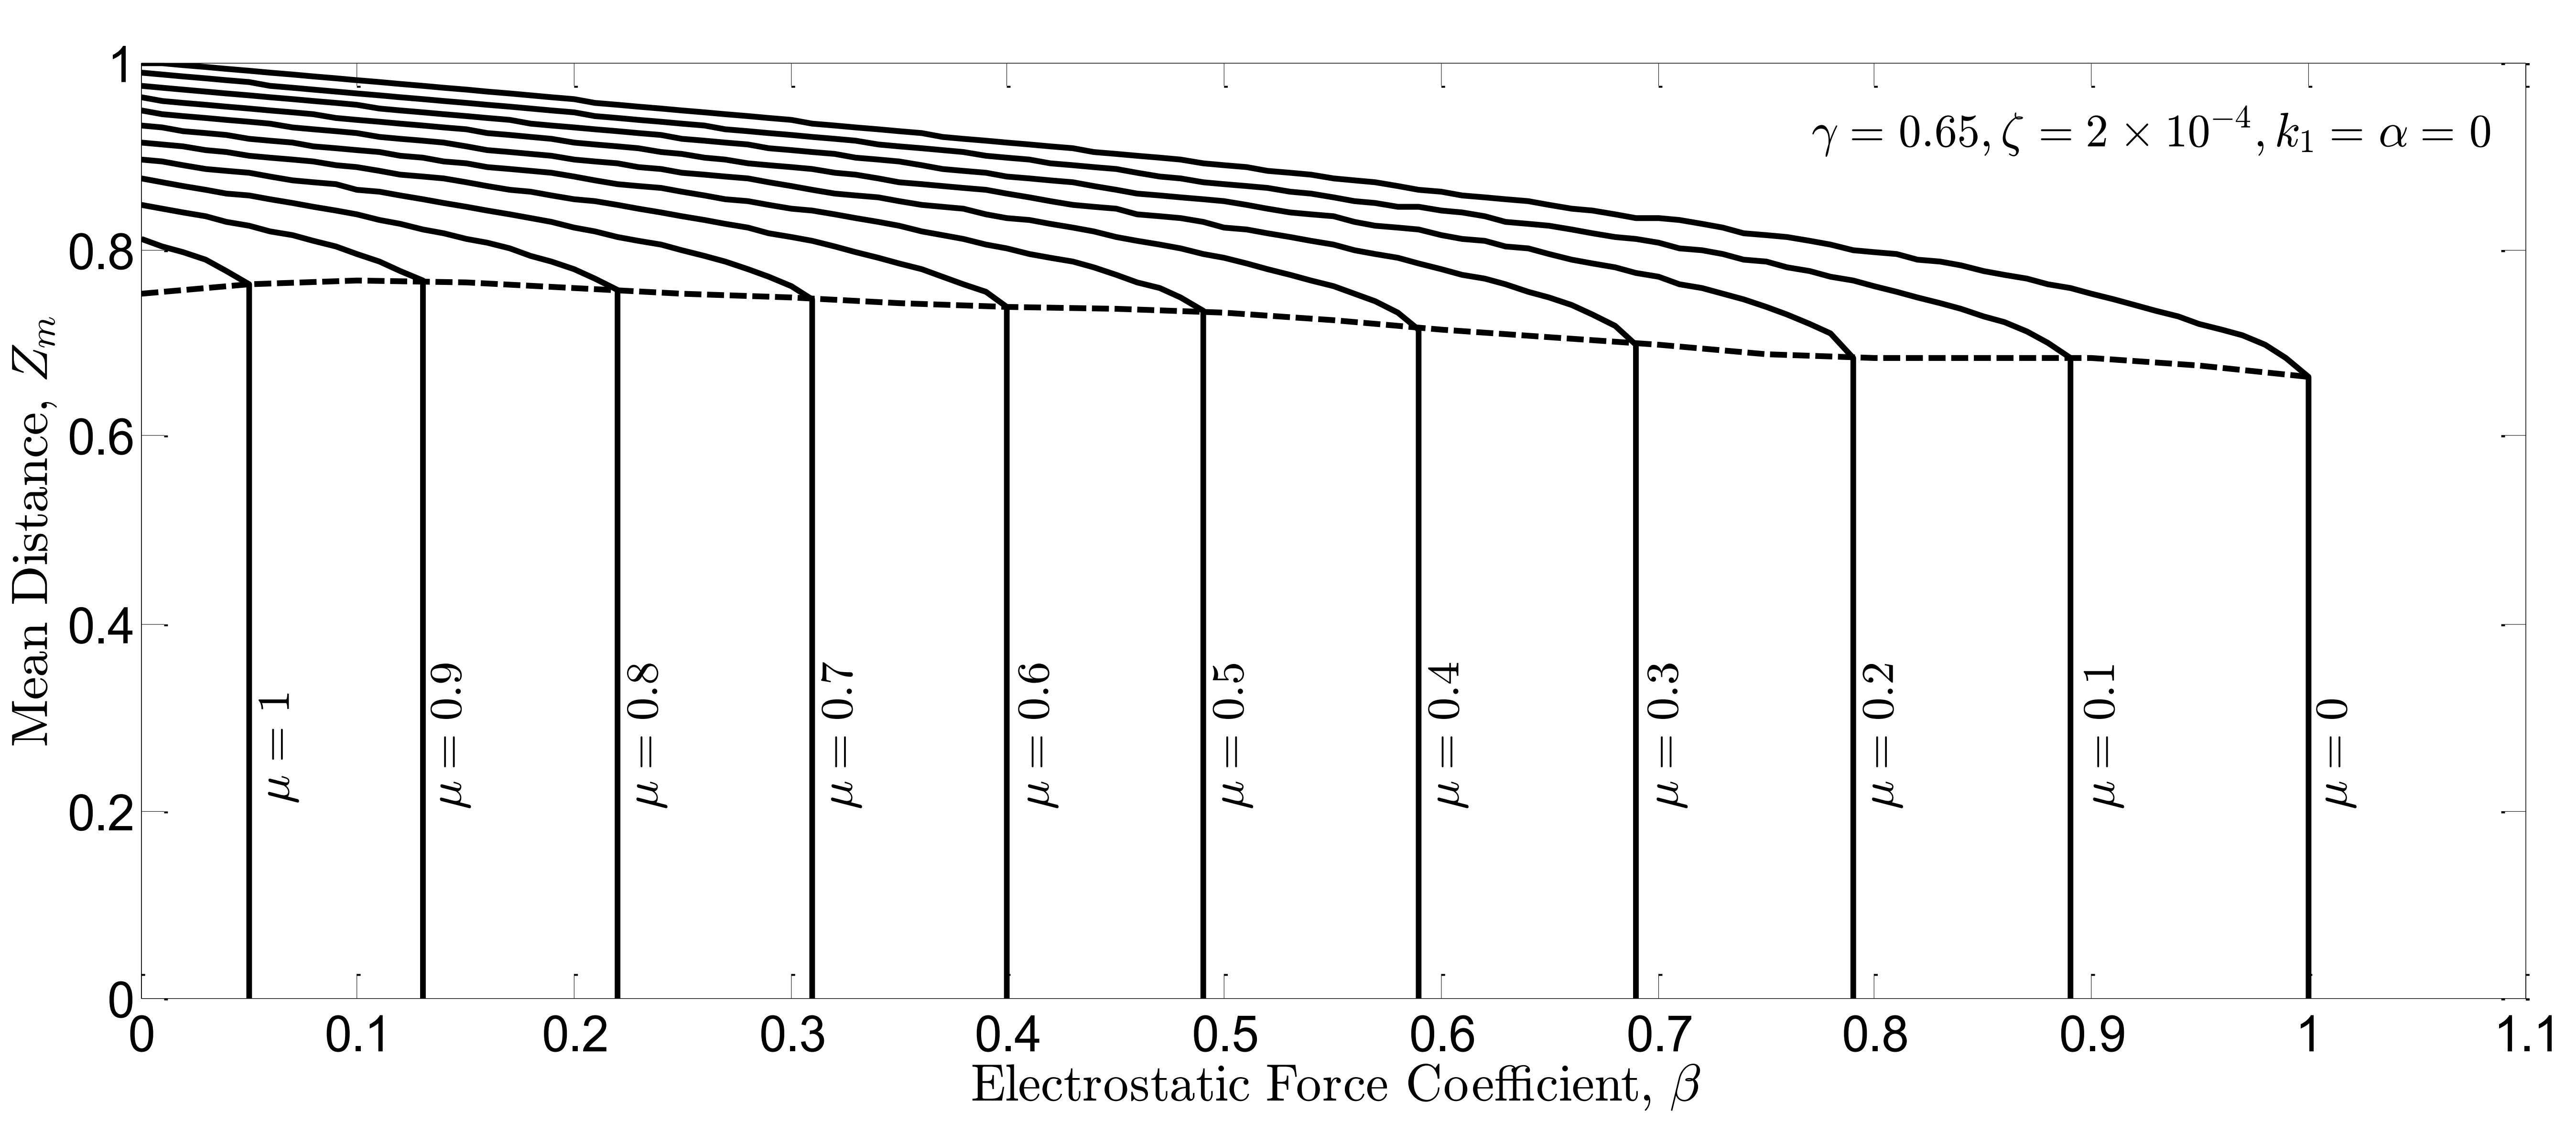 γ = 0.65, ζ = 2 × 10⁻⁴, k₁ = α = 0
Mean Distance, Zₘ
1
0.8
0.6
0.4
0.2
0
μ = 1
μ = 0.9
μ = 0.8
μ = 0.7
μ = 0.6
μ = 0.5
μ = 0.4
μ = 0.3
μ = 0.2
μ = 0.1
μ = 0
0 0.1 0.2 0.3 0.4 0.5 0.6 0.7 0.8 0.9 1 1.1
Electrostatic Force Coefficient, β